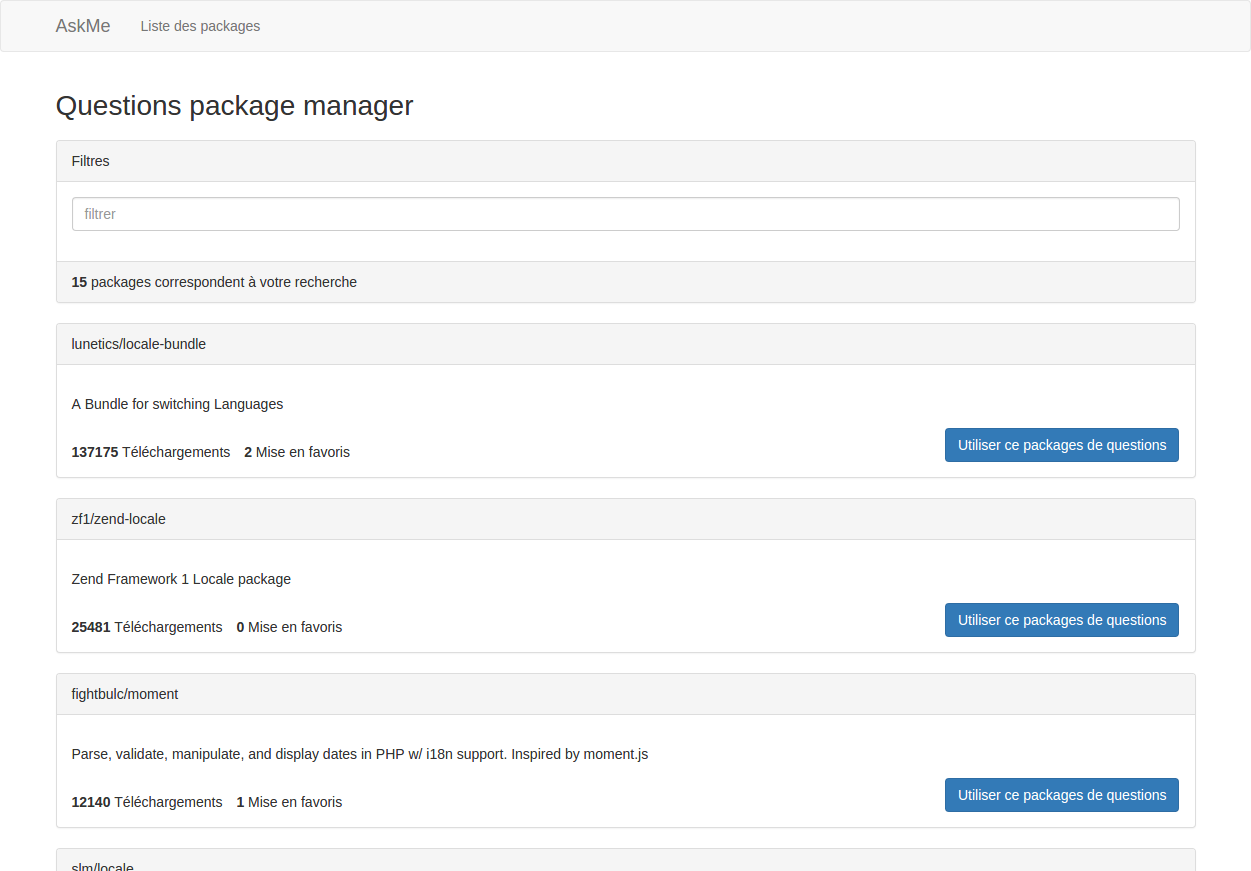 AskMe Liste des packages
Questions package manager
Filtres
filtrer
15 packages correspondent à votre recherche
lunetics/locale-bundle
A Bundle for switching Languages
137175 Téléchargements 2 Mise en favoris
Utiliser ce packages de questions
zf1/zend-locale
Zend Framework 1 Locale package
25481 Téléchargements 0 Mise en favoris
Utiliser ce packages de questions
fightbulc/moment
Parse, validate, manipulate, and display dates in PHP w/ i18n support. Inspired by moment.js
12140 Téléchargements 1 Mise en favoris
Utiliser ce packages de questions
slm/locale